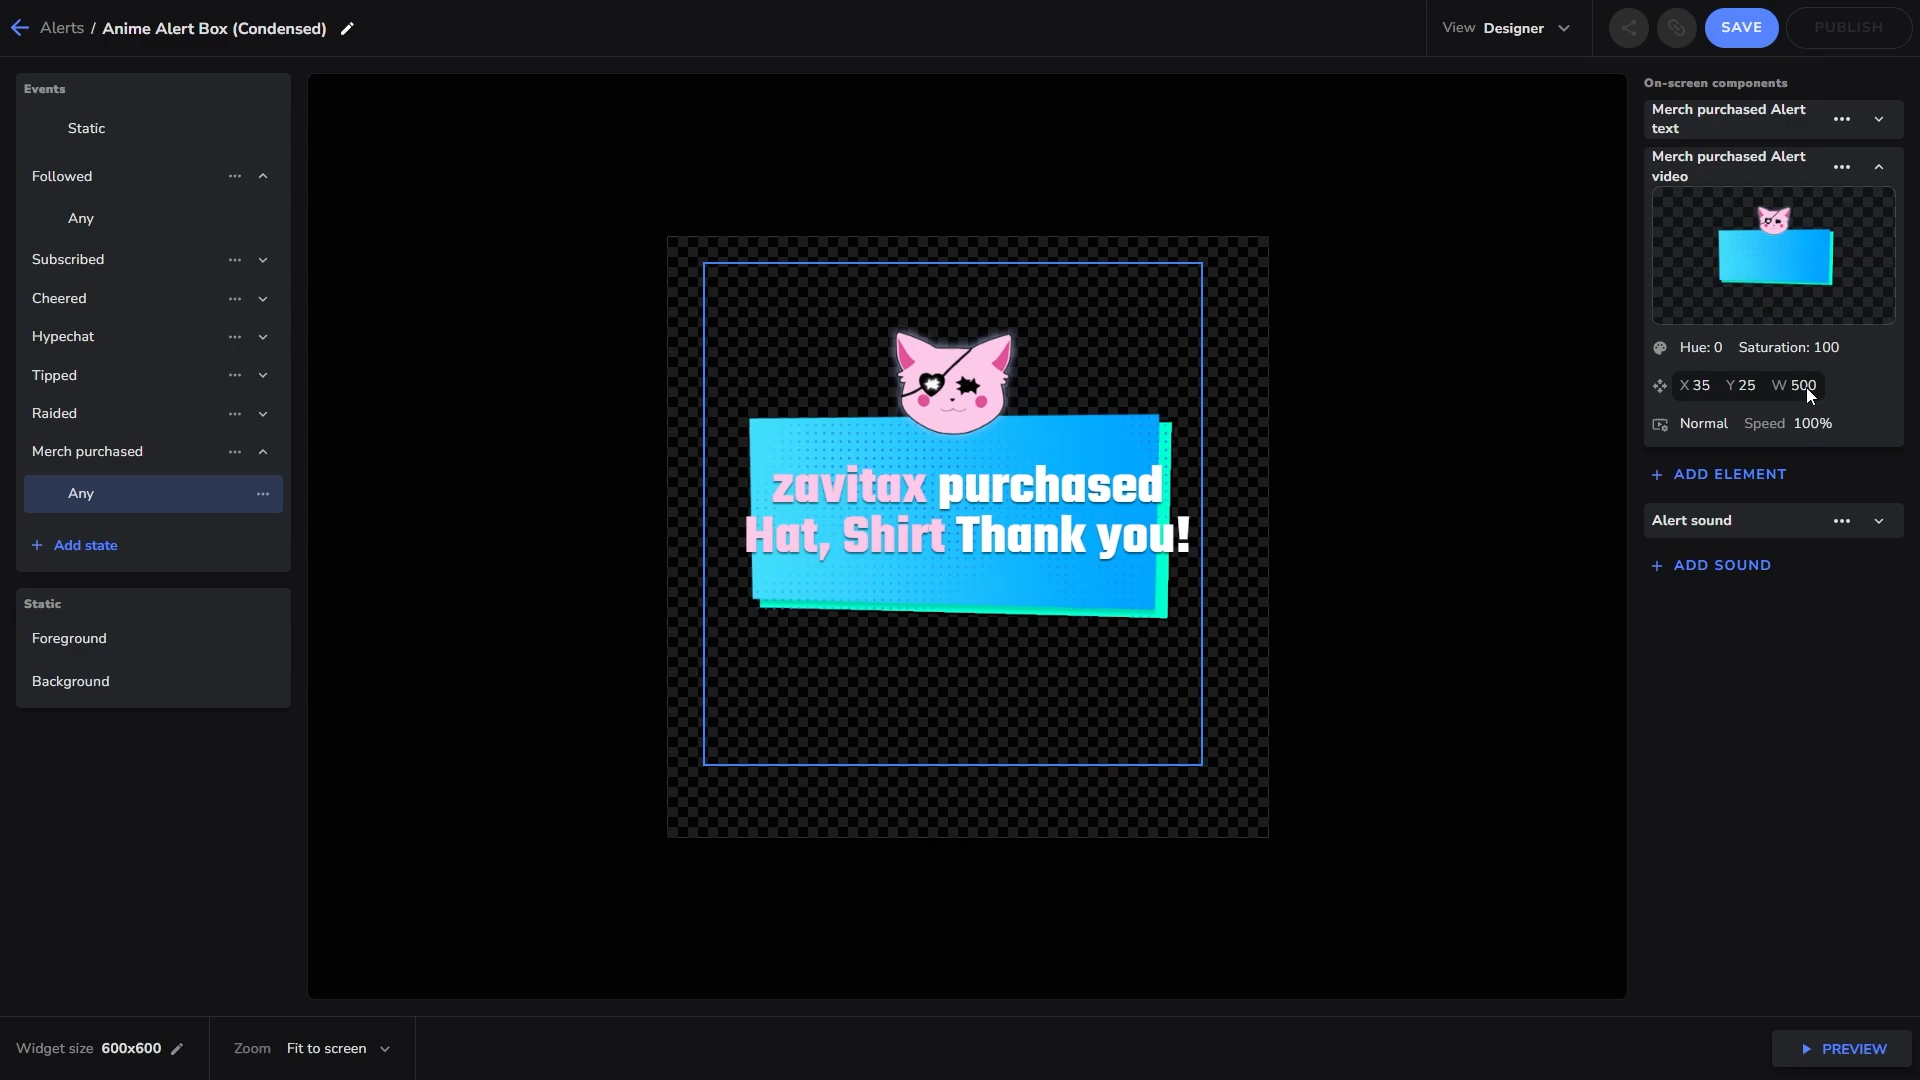 Alerts / Anime Alert Box (Condensed)
View Designer
SAVE
PUBLISH
Events
Static
Followed
Any
Subscribed
Cheered
Hypechat
Tipped
Raided
Merch purchased
Any
+ Add state
Static
Foreground
Background
zavitax purchased
Hat, Shirt Thank you!
On-screen components
Merch purchased Alert
text
Merch purchased Alert
video
Hue: 0 Saturation: 100
X 35 Y 25 W 500
Normal Speed 100%
+ ADD ELEMENT
Alert sound
+ ADD SOUND
Widget size 600x600
Zoom Fit to screen
PREVIEW